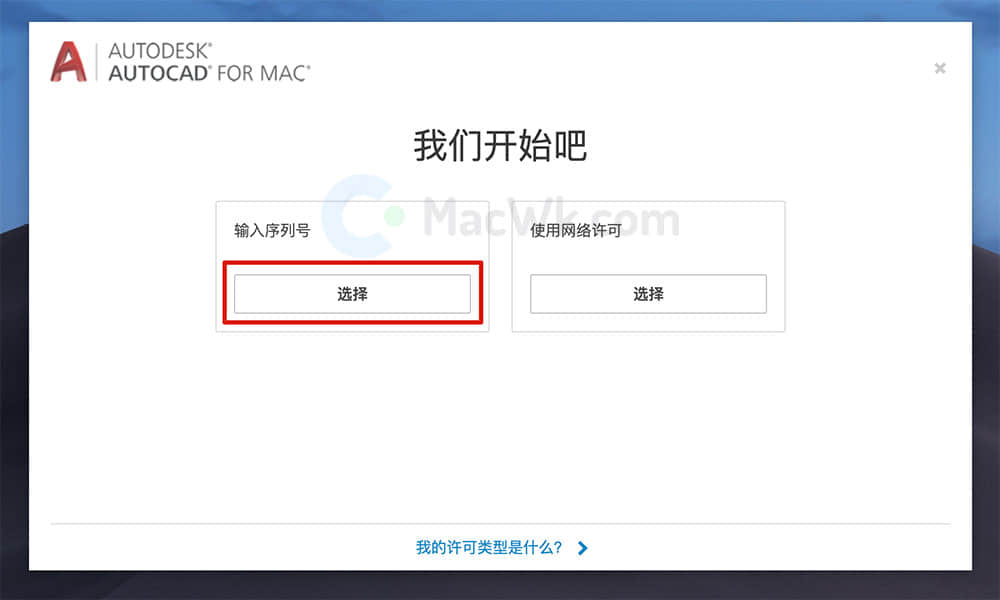 AUTODESK®
AUTOCAD® FOR MAC®
我们开始吧
MacWk.com
输入序列号
使用网络许可
选择
选择
我的许可类型是什么?